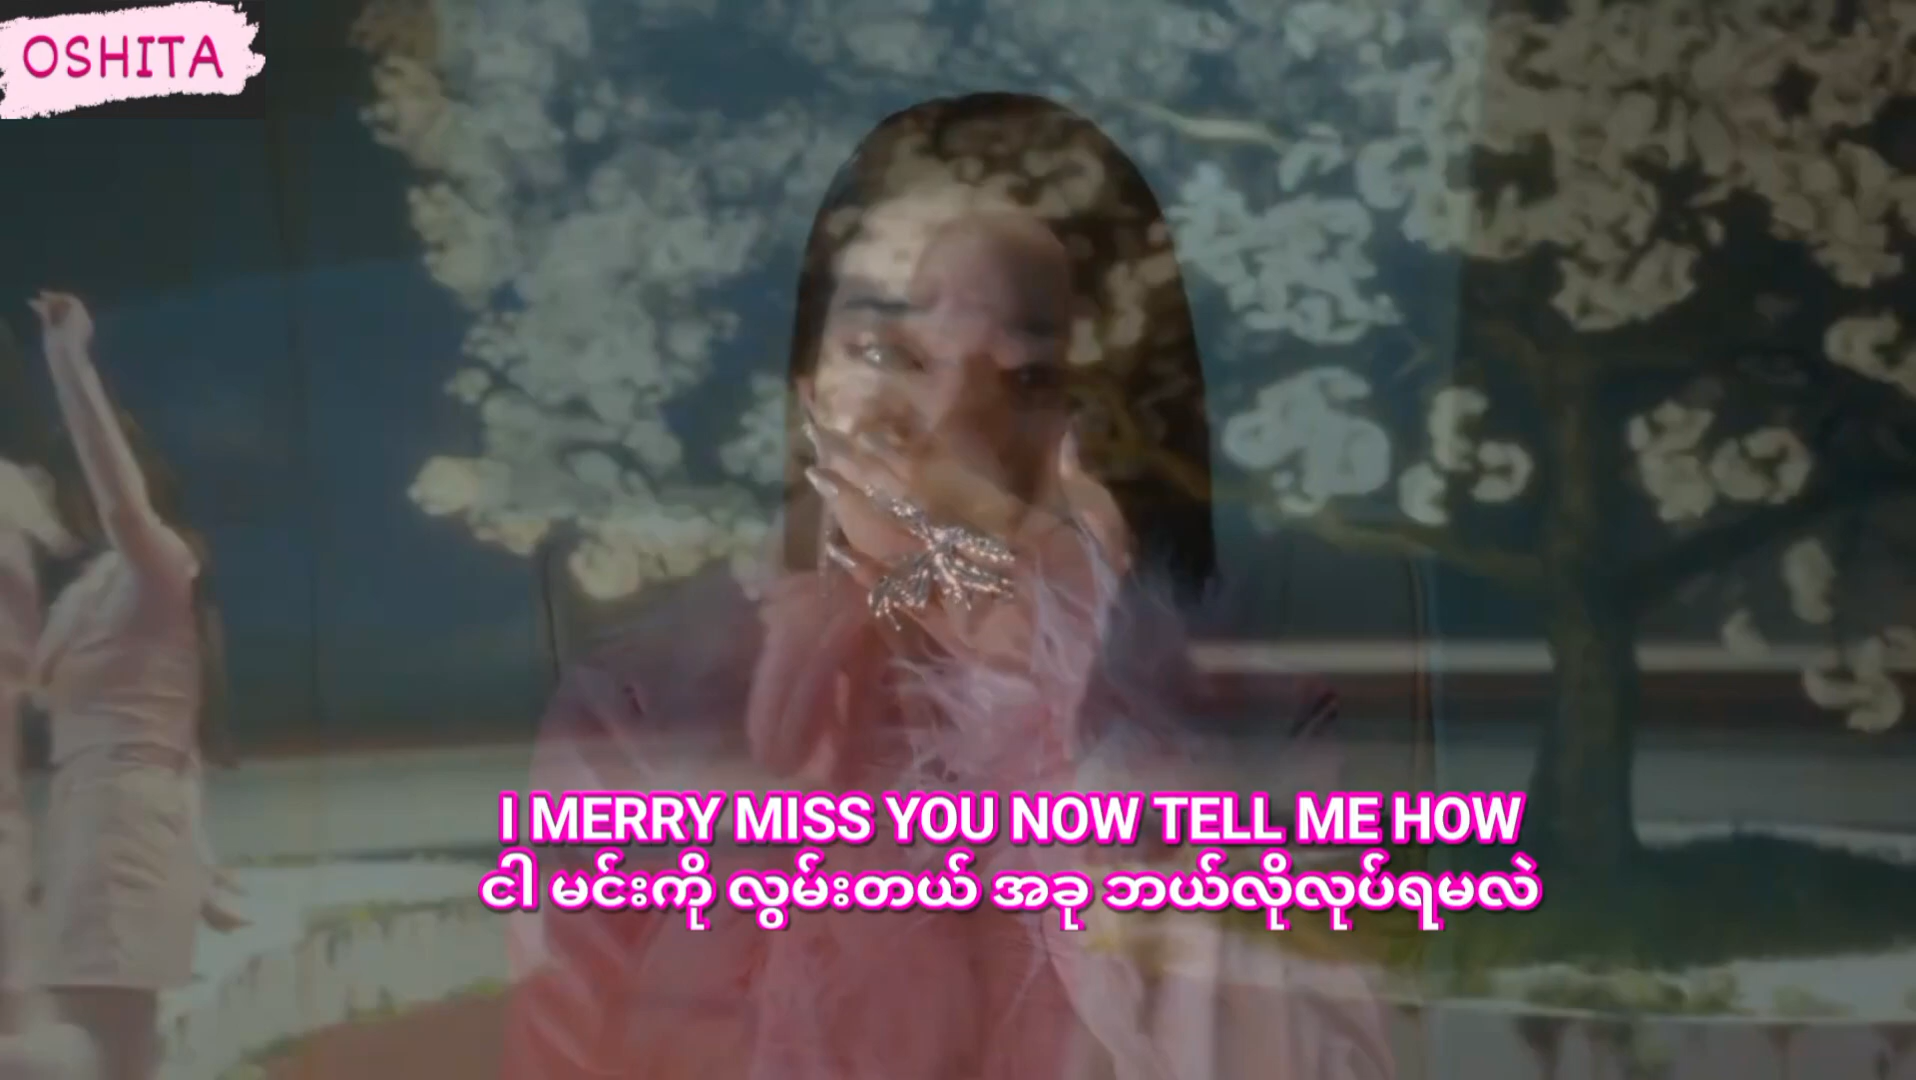 OSHITA
I MERRY MISS YOU NOW TELL ME HOW
ငါ မင်းကို လွမ်းတယ် အခု ဘယ်လိုလုပ်ရမလဲ